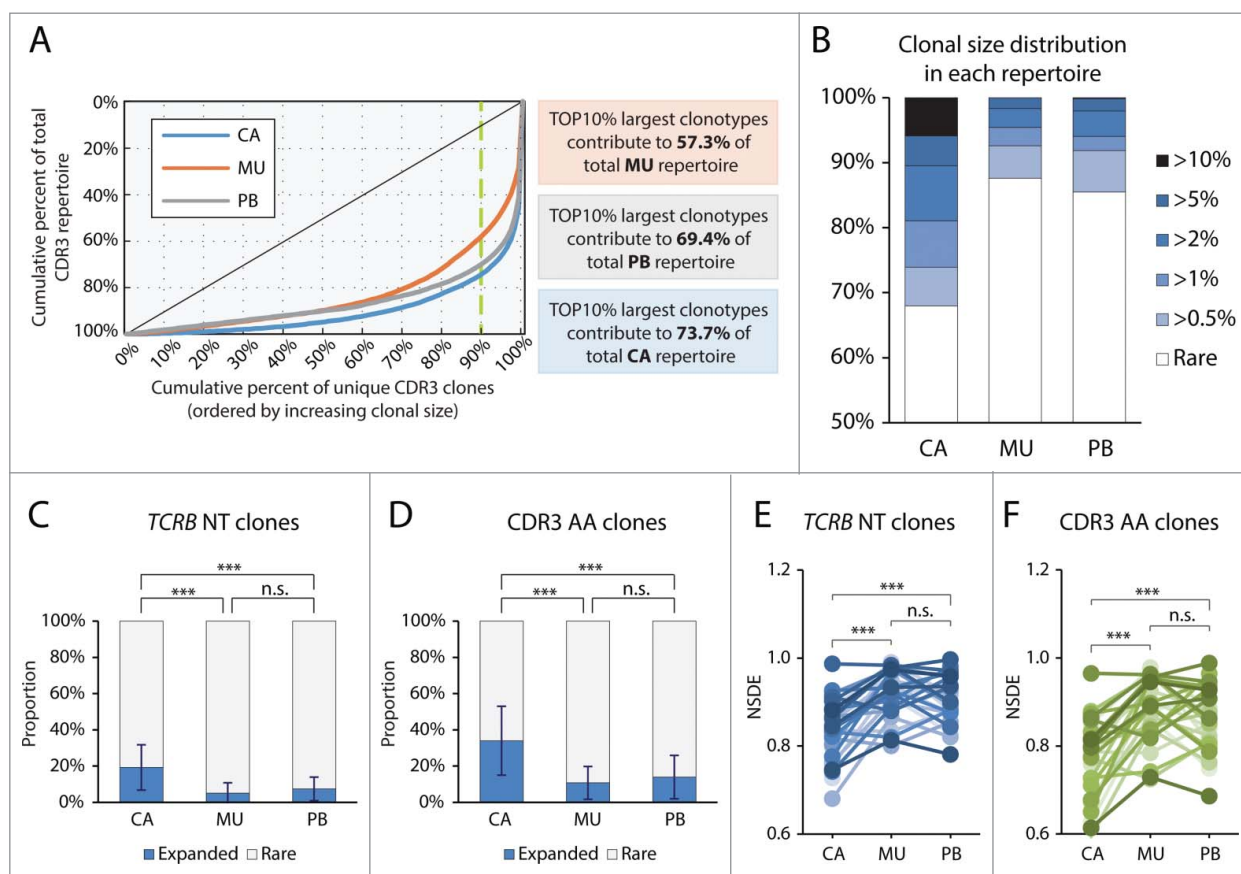 A
0%
20%
40%
60%
80%
100%
Cumulative percent of total
CDR3 repertoire
CA
MU
PB
0%
10%
20%
30%
40%
50%
60%
70%
80%
90%
100%
Cumulative percent of unique CDR3 clones
(ordered by increasing clonal size)
TOP10% largest clonotypes
contribute to 57.3% of
total MU repertoire
TOP10% largest clonotypes
contribute to 69.4% of
total PB repertoire
TOP10% largest clonotypes
contribute to 73.7% of
total CA repertoire
B
Clonal size distribution
in each repertoire
100%
90%
80%
70%
60%
50%
CA
MU
PB
>10%
>5%
>2%
>1%
>0.5%
Rare
C
TCRB NT clones
***
***
n.s.
100%
80%
60%
40%
20%
0%
Proportion
CA
MU
PB
Expanded
Rare
D
CDR3 AA clones
***
***
n.s.
100%
80%
60%
40%
20%
0%
Proportion
CA
MU
PB
Expanded
Rare
E
TCRB NT clones
1.2
1.0
0.8
0.6
NSDE
***
n.s.
***
CA
MU
PB
F
CDR3 AA clones
1.2
1.0
0.8
0.6
NSDE
***
n.s.
***
CA
MU
PB